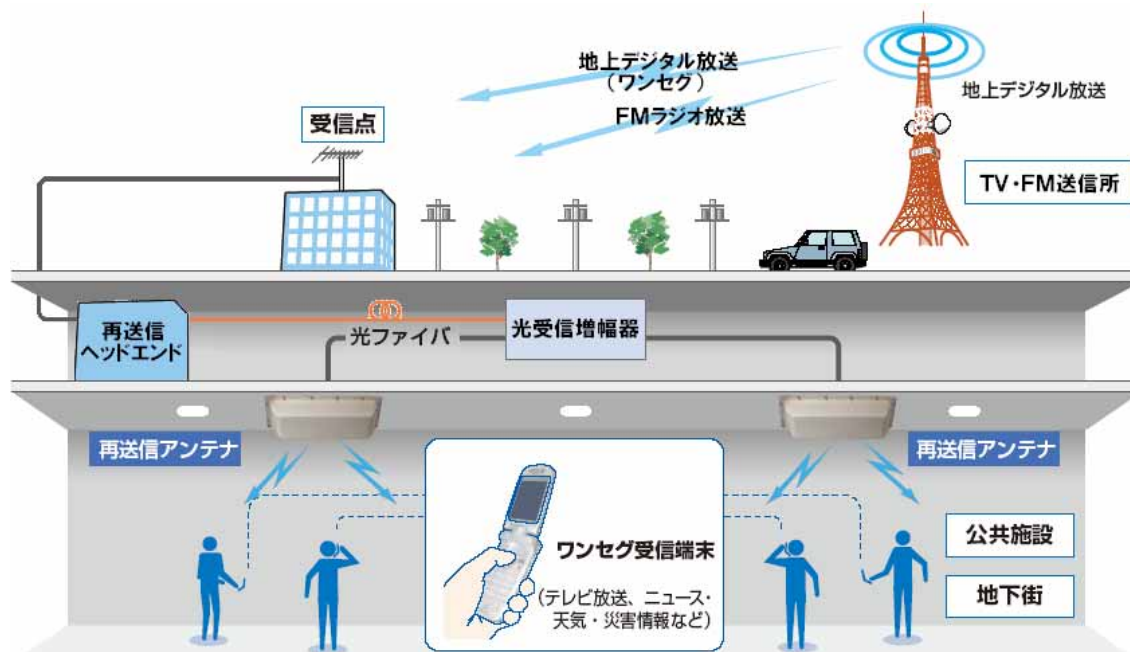 地上デジタル放送
（ワンセグ）
FMラジオ放送
地上デジタル放送
受信点
TV・FM送信所
再送信
ヘッドエンド
光ファイバ
光受信増幅器
再送信アンテナ
再送信アンテナ
ワンセグ受信端末
（テレビ放送、ニュース・
天気・災害情報など）
公共施設
地下街